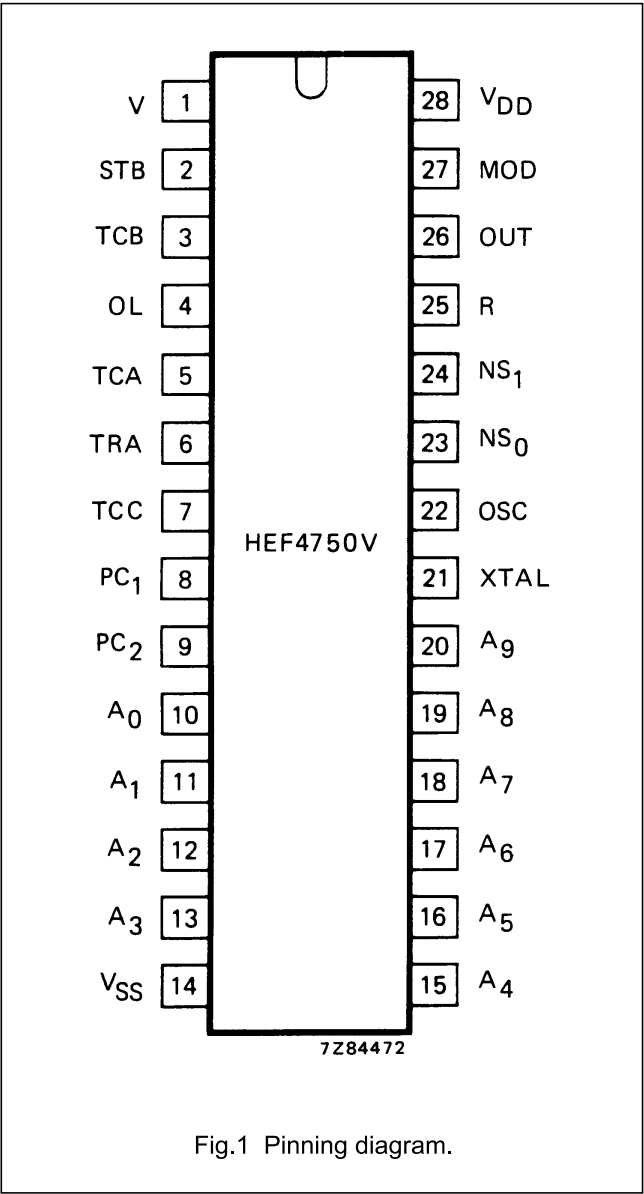 V 1 28 VDD
STB 2 27 MOD
TCB 3 26 OUT
OL 4 25 R
TCA 5 24 NS1
TRA 6 23 NS0
TCC 7 22 OSC
HEF4750V
PC1 8 21 XTAL
PC2 9 20 A9
A0 10 19 A8
A1 11 18 A7
A2 12 17 A6
A3 13 16 A5
VSS 14 15 A4
7Z84472
Fig.1 Pinning diagram.